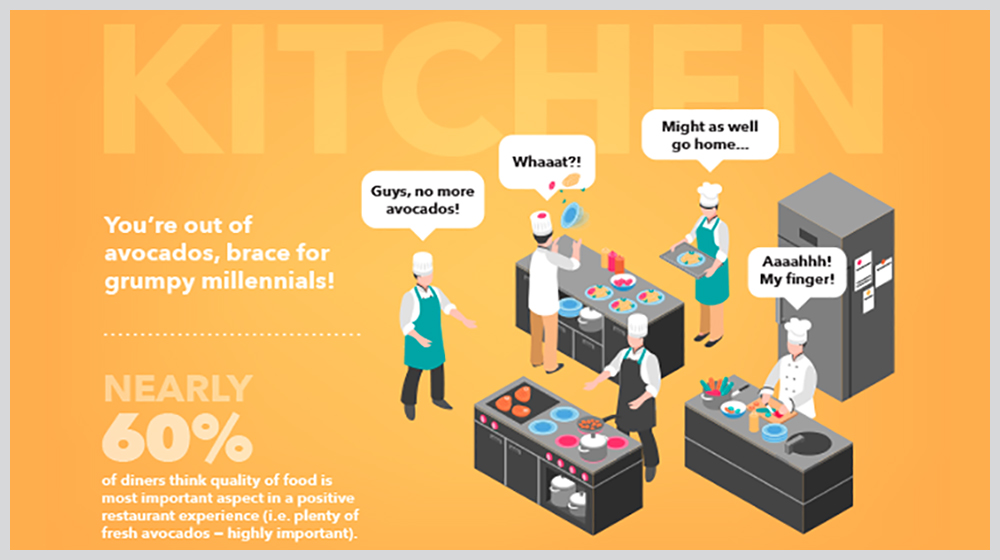 KITCHEN
Might as well
go home...
Whaaat?!
Guys, no more
avocados!
You're out of
avocados, brace for
grumpy millennials!
Aaaahhh!
My finger!
NEARLY
60%
of diners think quality of food is
most important aspect in a positive
restaurant experience (i.e. plenty of
fresh avocados – highly important).